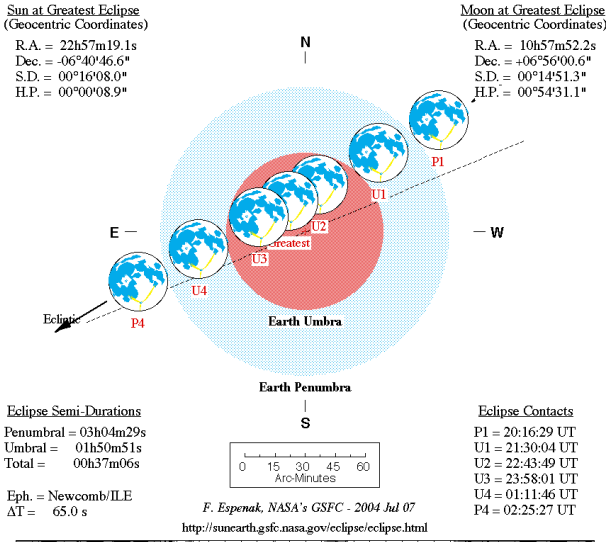 Sun at Greatest Eclipse
(Geocentric Coordinates)
R.A. = 22h57m19.1s
Dec. = -06°40'46.6"
S.D. = 00°16'08.0"
H.P. = 00°00'08.9"
Moon at Greatest Eclipse
(Geocentric Coordinates)
R.A. = 10h57m52.2s
Dec. = +06°56'00.6"
S.D. = 00°14'51.3"
H.P. = 00°54'31.1"
N
P1
U1
U2
Greatest
U3
E
W
U4
P4
Ecliptic
Earth Umbra
Earth Penumbra
S
Eclipse Semi-Durations
Penumbral = 03h04m29s
Umbral = 01h50m51s
Total = 00h37m06s
Eph. = Newcomb/ILE
ΔT = 65.0 s
0 15 30 45 60
Arc-Minutes
F. Espenak, NASA's GSFC - 2004 Jul 07
http://sunearth.gsfc.nasa.gov/eclipse/eclipse.html
Eclipse Contacts
P1 = 20:16:29 UT
U1 = 21:30:04 UT
U2 = 22:43:49 UT
U3 = 23:58:01 UT
U4 = 01:11:46 UT
P4 = 02:25:27 UT